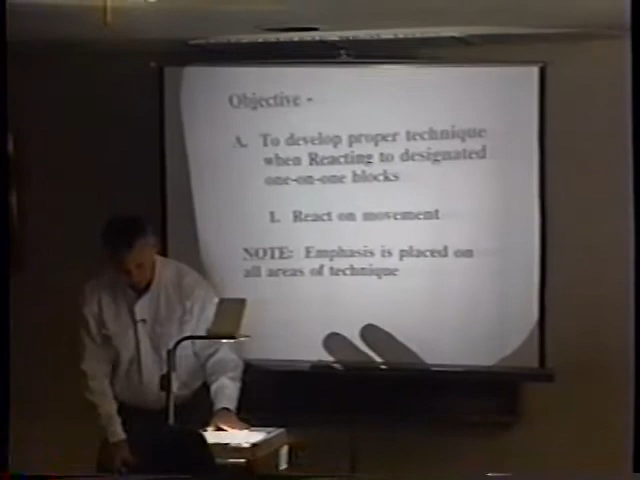 Objective -
A. To develop proper technique
when Reacting to designated
one-on-one blocks
1. React on movement
NOTE: Emphasis is placed on
all areas of technique